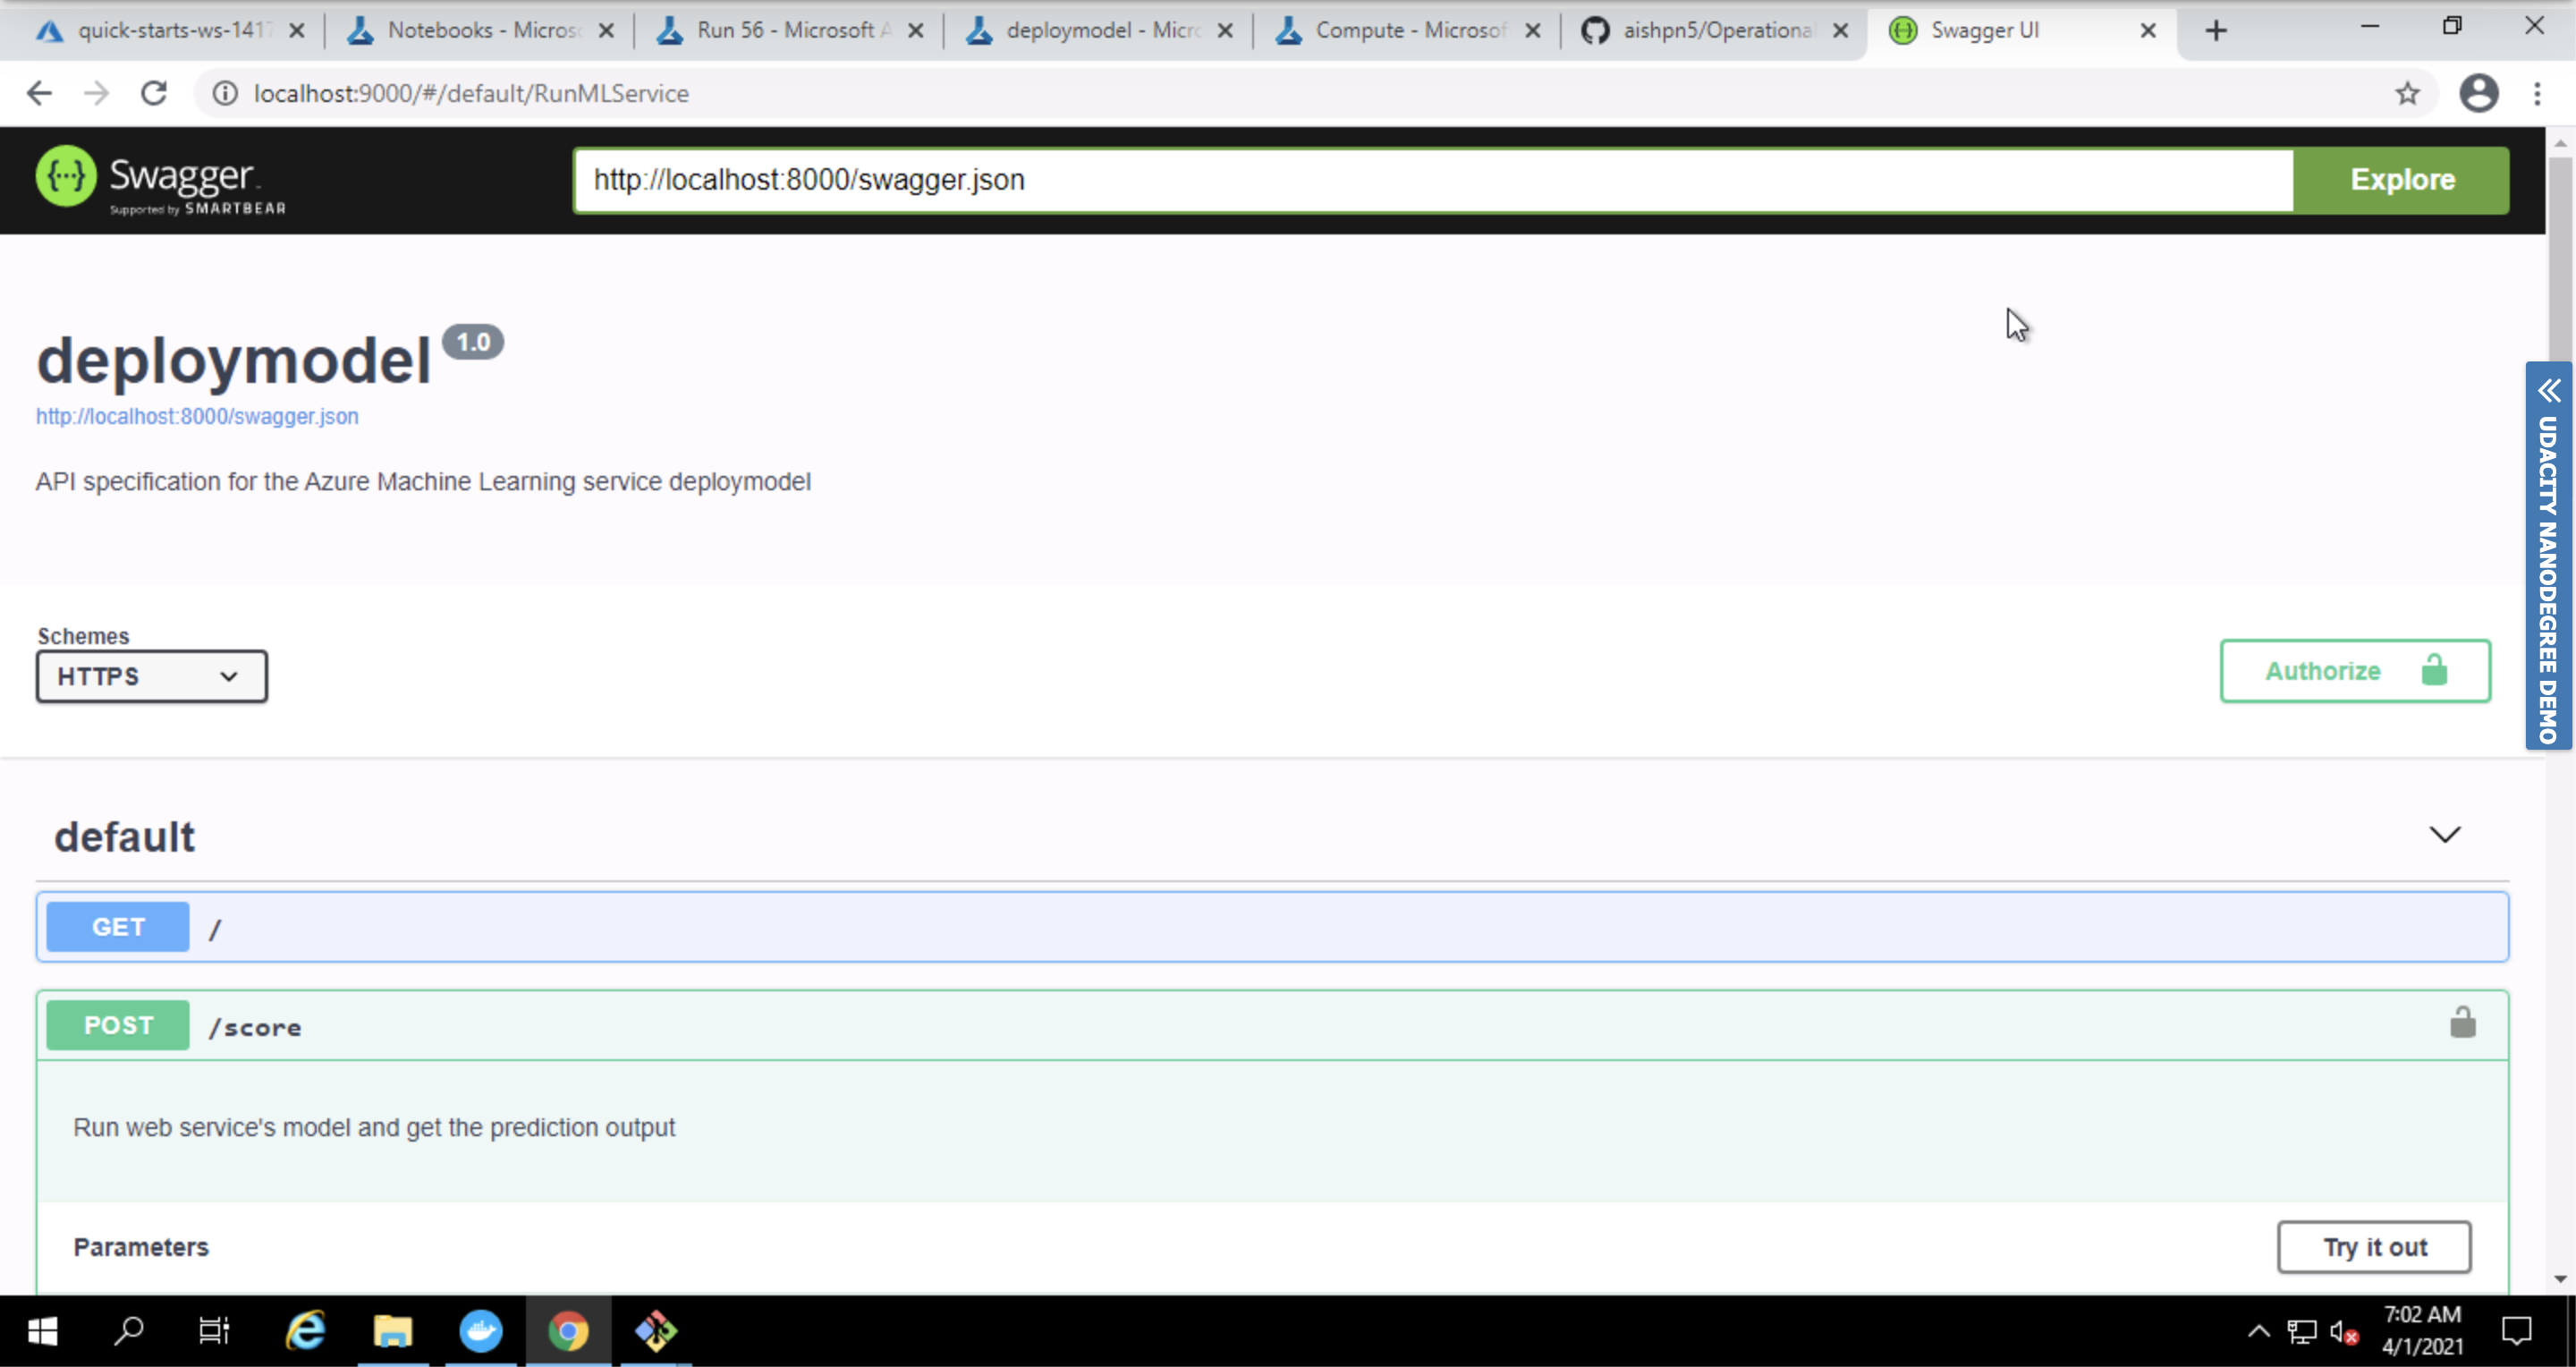 quick-starts-ws-1417
Notebooks - Micros
Run 56 - Microsoft A
deploymodel - Micro
Compute - Microsof
aishpn5/Operational
Swagger UI
localhost:9000/#/default/RunMLService
Swagger
Supported by SMARTBEAR
http://localhost:8000/swagger.json
Explore
deploymodel 1.0
http://localhost:8000/swagger.json
API specification for the Azure Machine Learning service deploymodel
UDACITY NANODEGREE DEMO
Schemes
HTTPS
Authorize
default
GET /
POST /score
Run web service's model and get the prediction output
Parameters
Try it out
7:02 AM
4/1/2021